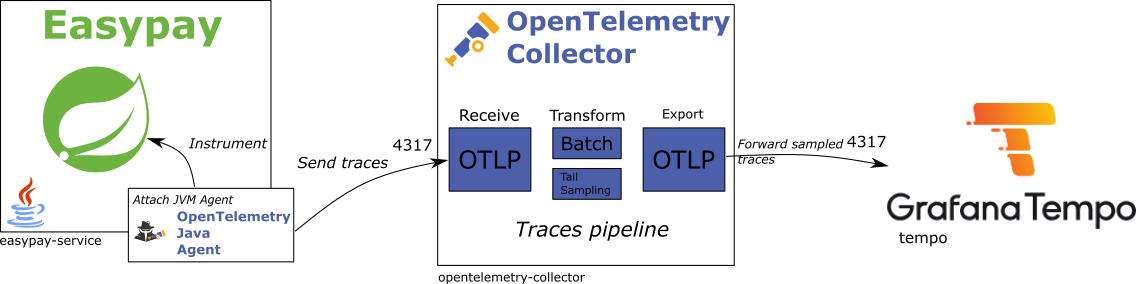 Easypay
Instrument
Attach JVM Agent
OpenTelemetry
Java
Agent
easypay-service
Send traces
4317
OpenTelemetry
Collector
Receive
OTLP
Transform
Batch
Tail
Sampling
Export
OTLP
Traces pipeline
opentelemetry-collector
Forward sampled
traces
4317
Grafana Tempo
tempo